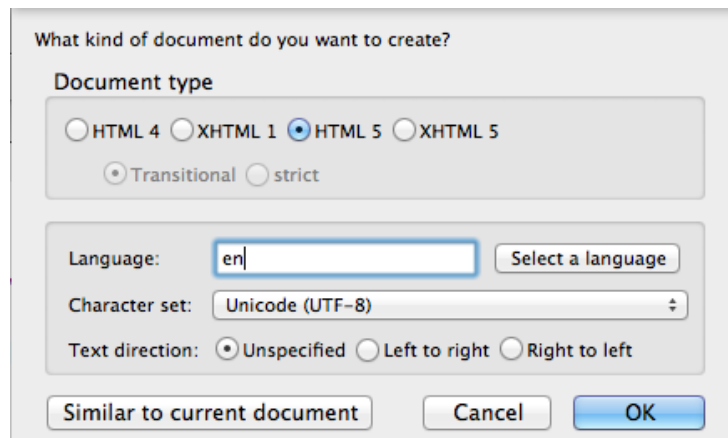 What kind of document do you want to create?
Document type
HTML 4 XHTML 1 HTML 5 XHTML 5
Transitional strict
Language: en Select a language
Character set: Unicode (UTF-8)
Text direction: Unspecified Left to right Right to left
Similar to current document Cancel OK